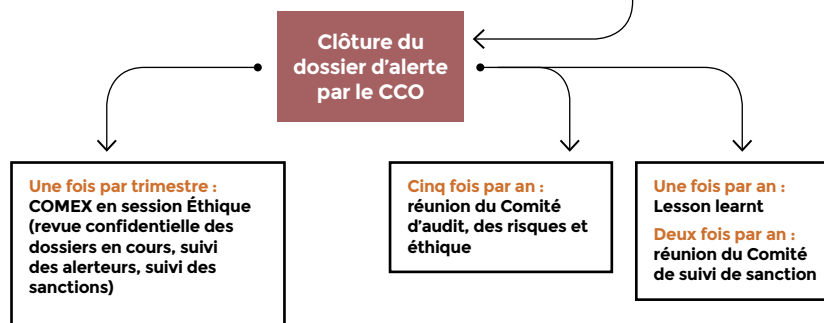 Clôture du
dossier d'alerte
par le CCO
Une fois par trimestre :
COMEX en session Éthique
(revue confidentielle des
dossiers en cours, suivi
des alerteurs, suivi des
sanctions)
Cinq fois par an :
réunion du Comité
d'audit, des risques et
éthique
Une fois par an :
Lesson learnt
Deux fois par an :
réunion du Comité
de suivi de sanction